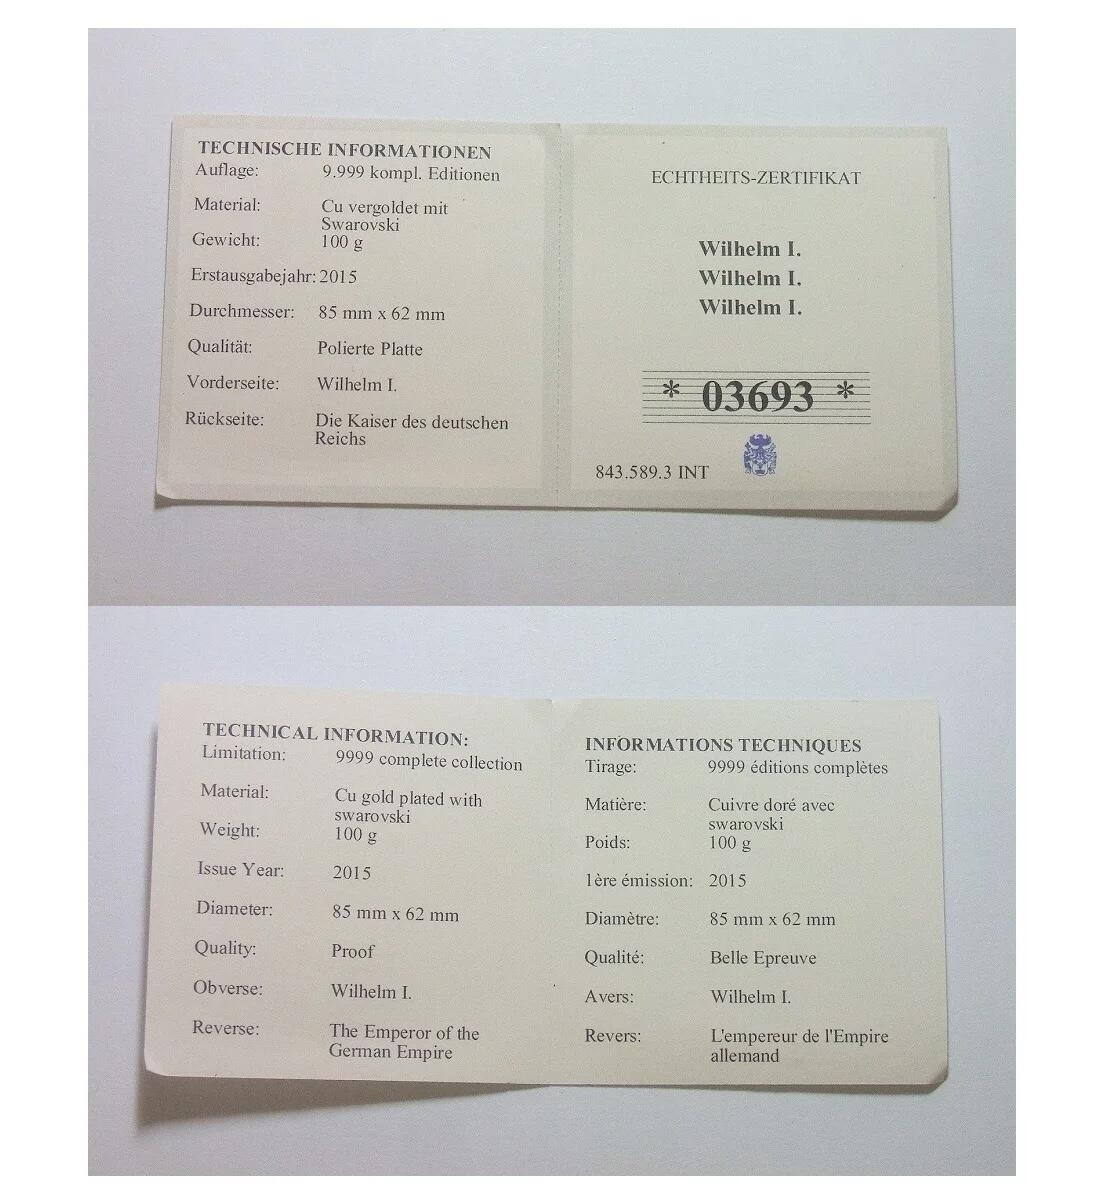 TECHNISCHE INFORMATIONEN
Auflage: 9.999 kompl. Editionen
Material: Cu vergoldet mit
Swarovski
Gewicht: 100 g
Erstausgabejahr: 2015
Durchmesser: 85 mm x 62 mm
Qualität: Polierte Platte
Vorderseite: Wilhelm I.
Rückseite: Die Kaiser des deutschen
Reichs
ECHTHEITS-ZERTIFIKAT
Wilhelm I.
Wilhelm I.
Wilhelm I.
* 03693 *
843.589.3 INT
TECHNICAL INFORMATION:
Limitation: 9999 complete collection
Material: Cu gold plated with
swarovski
Weight: 100 g
Issue Year: 2015
Diameter: 85 mm x 62 mm
Quality: Proof
Obverse: Wilhelm I.
Reverse: The Emperor of the
German Empire
INFORMATIONS TECHNIQUES
Tirage: 9999 éditions complètes
Matière: Cuivre doré avec
swarovski
Poids: 100 g
1ère émission: 2015
Diamètre: 85 mm x 62 mm
Qualité: Belle Epreuve
Avers: Wilhelm I.
Revers: L'empereur de l'Empire
allemand